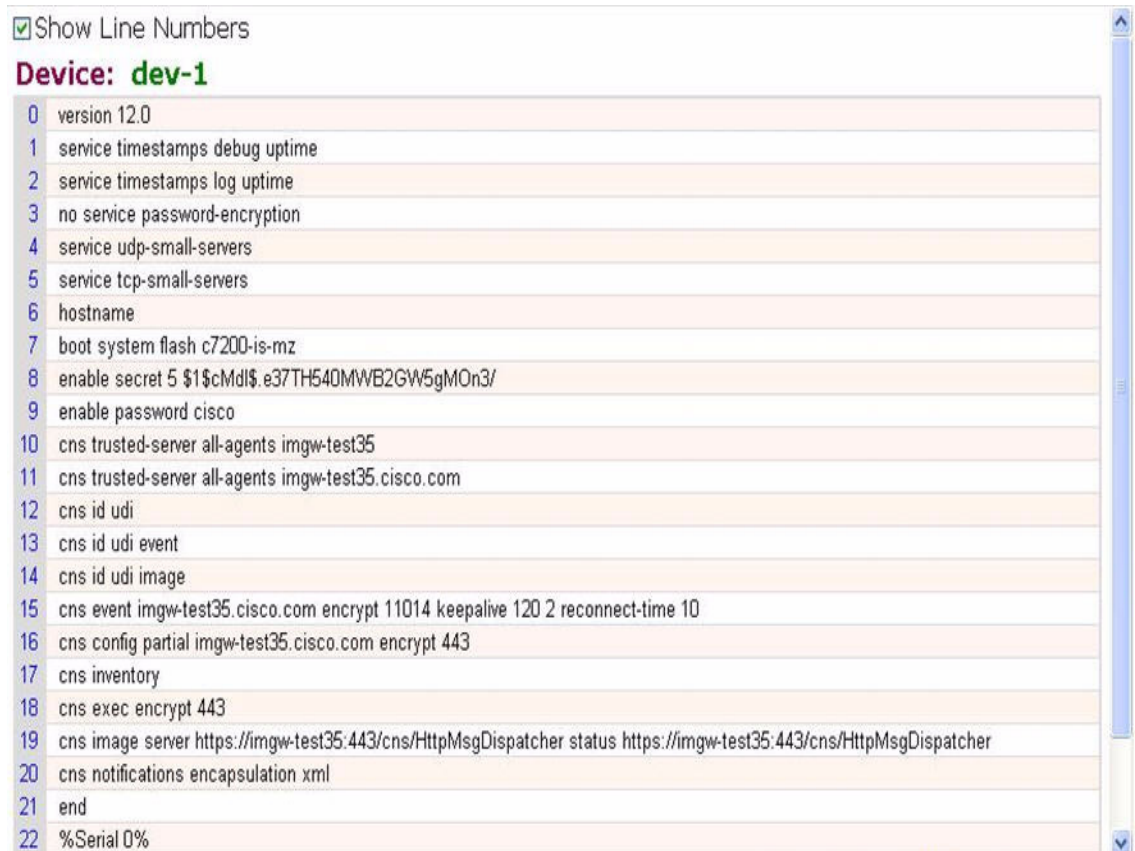 Show Line Numbers
Device: dev-1
0 version 12.0
1 service timestamps debug uptime
2 service timestamps log uptime
3 no service password-encryption
4 service udp-small-servers
5 service tcp-small-servers
6 hostname
7 boot system flash c7200-is-mz
8 enable secret 5 $1$cMdI$.e37TH540MWB2GW5gMOn3/
9 enable password cisco
10 cns trusted-server all-agents imgw-test35
11 cns trusted-server all-agents imgw-test35.cisco.com
12 cns id udi
13 cns id udi event
14 cns id udi image
15 cns event imgw-test35.cisco.com encrypt 11014 keepalive 120 2 reconnect-time 10
16 cns config partial imgw-test35.cisco.com encrypt 443
17 cns inventory
18 cns exec encrypt 443
19 cns image server https://imgw-test35:443/cns/HttpMsgDispatcher status https://imgw-test35:443/cns/HttpMsgDispatcher
20 cns notifications encapsulation xml
21 end
22 %Serial 0%